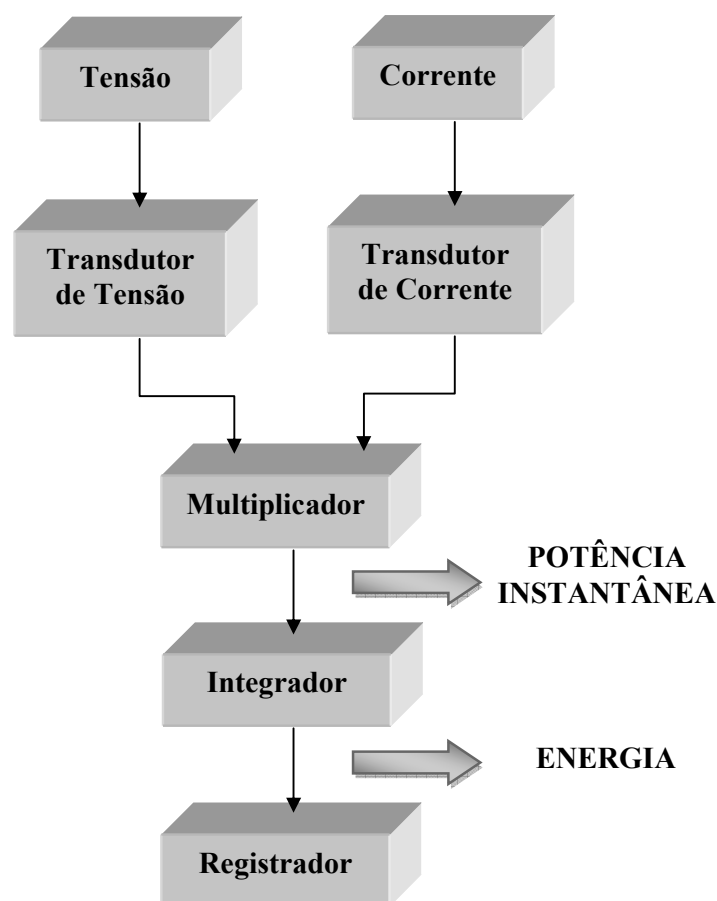 Tensão
Corrente
Transdutor
de Tensão
Transdutor
de Corrente
Multiplicador
POTÊNCIA
INSTANTÂNEA
Integrador
ENERGIA
Registrador